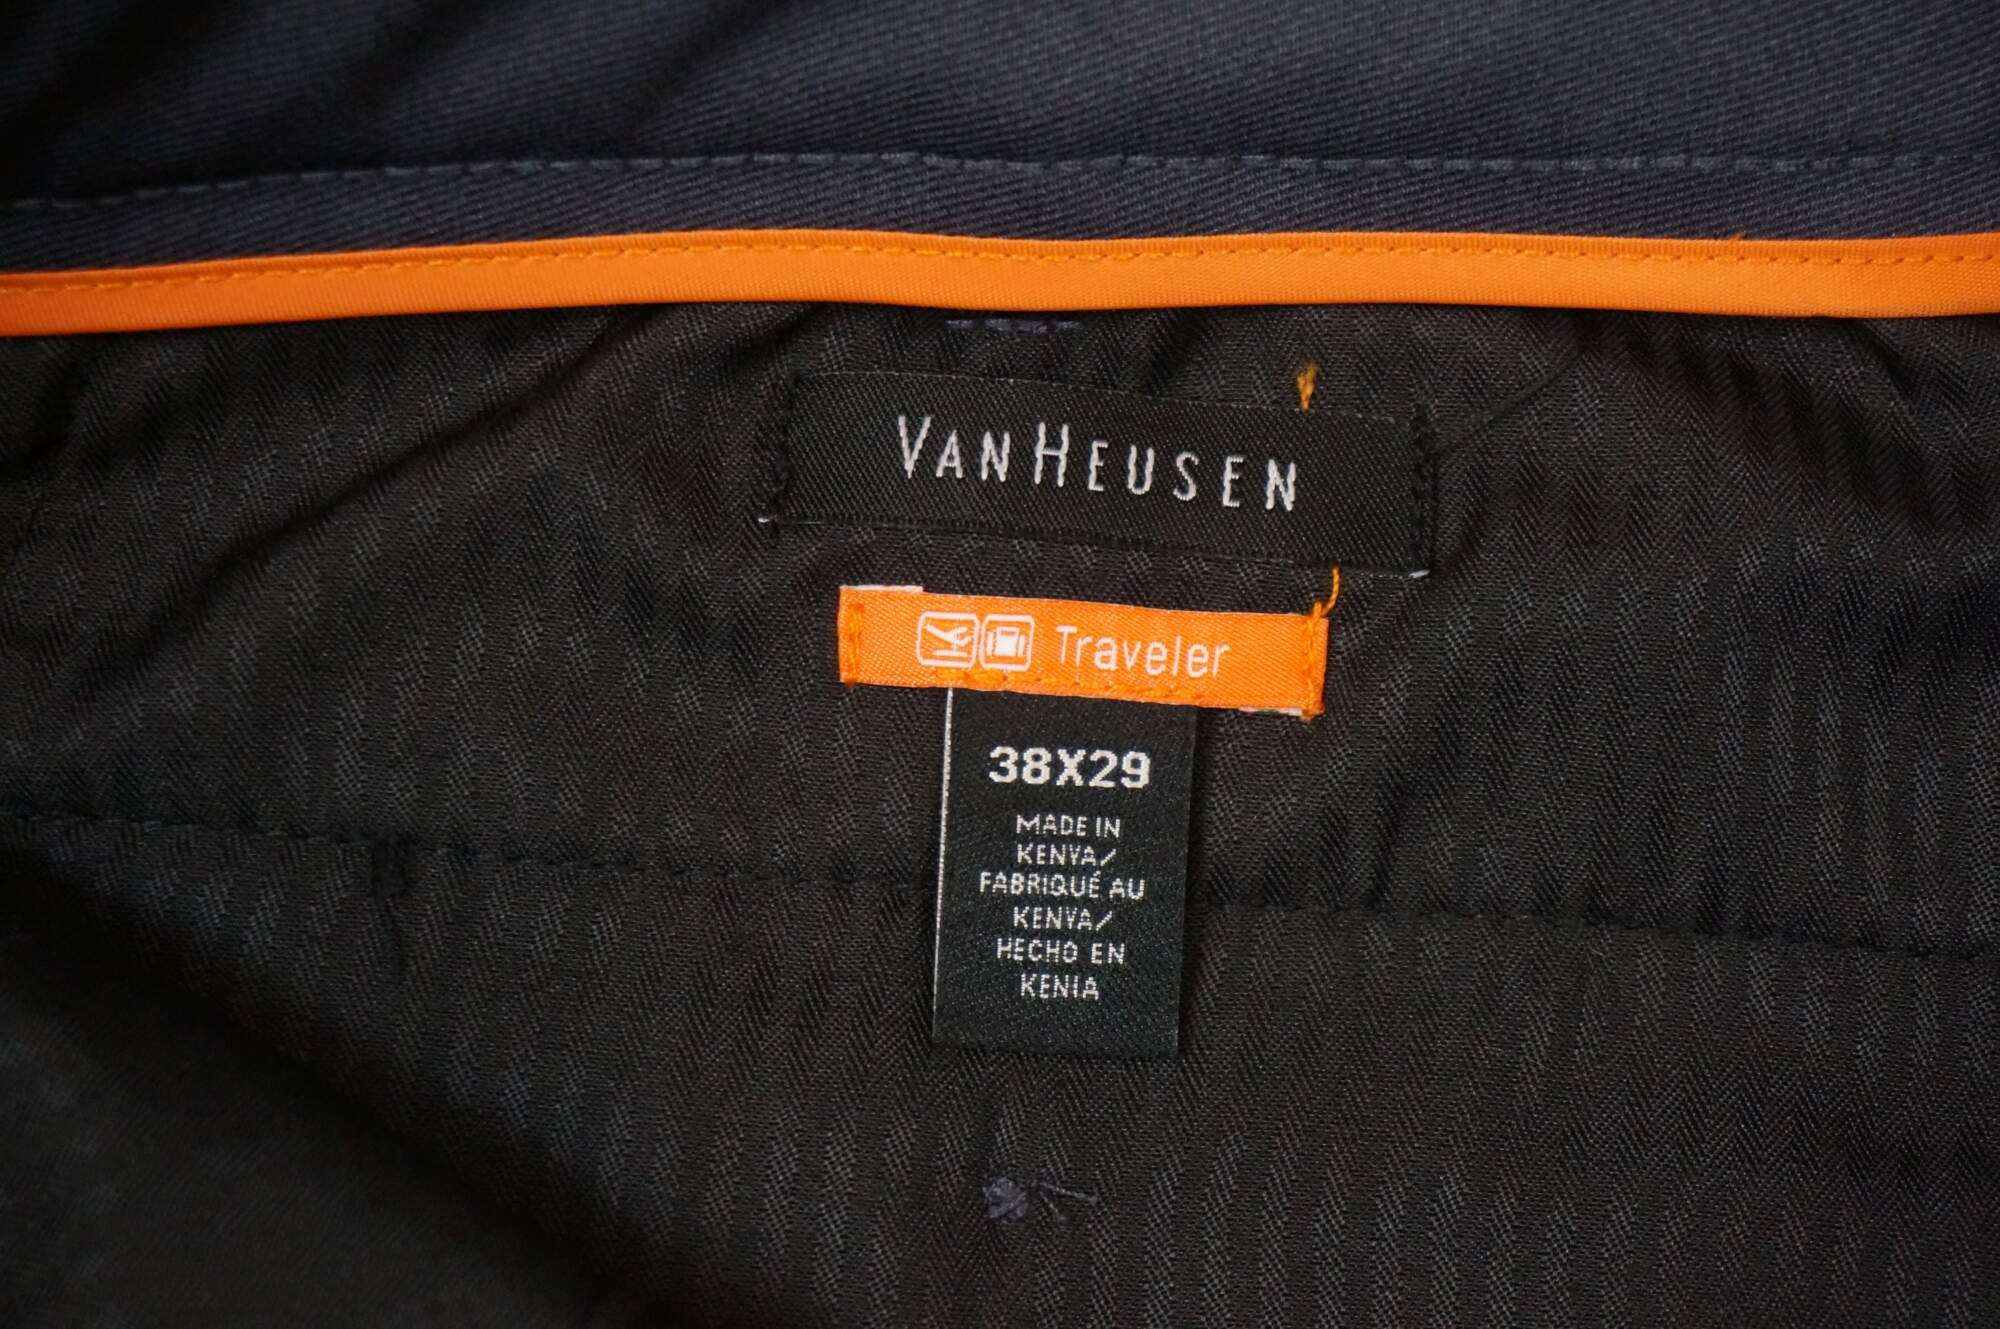 VANHEUSEN
Traveler
38X29
MADE IN
KENYA/
FABRIQUÉ AU
KENYA/
HECHO EN
KENIA